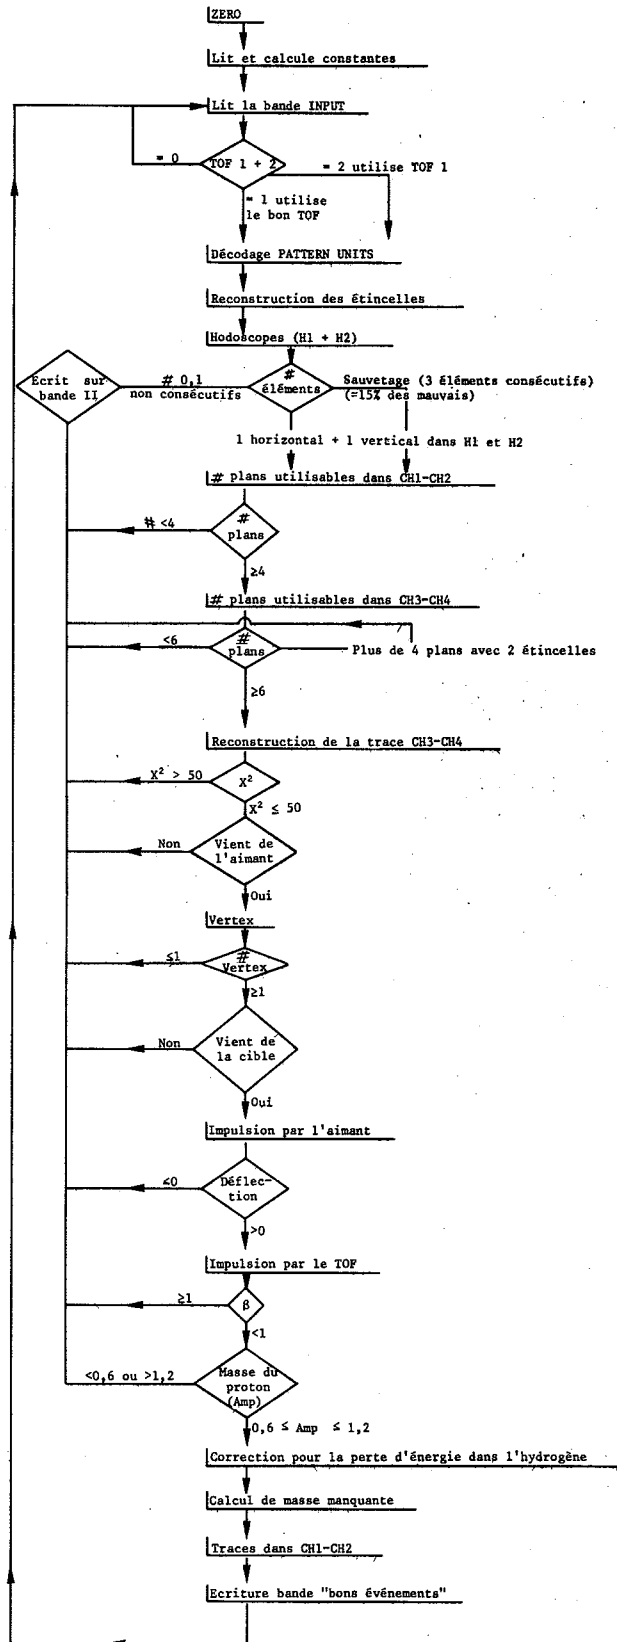 ZERO
Lit et calcule constantes
Lit la bande INPUT
= 0
TOF 1 + 2
= 2 utilise TOF 1
= 1 utilise
le bon TOF
Décodage PATTERN UNITS
Reconstruction des étincelles
Hodoscopes (H1 + H2)
Ecrit sur
bande II
# 0,1
non consécutifs
#
éléments
Sauvetage (3 éléments consécutifs)
(=15% des mauvais)
1 horizontal + 1 vertical dans H1 et H2
# plans utilisables dans CH1-CH2
# <4
#
plans
≥4
# plans utilisables dans CH3-CH4
<6
#
plans
Plus de 4 plans avec 2 étincelles
≥6
Reconstruction de la trace CH3-CH4
X² > 50
X²
X² ≤ 50
Non
Vient de
l'aimant
Oui
Vertex
≤1
#
Vertex
≥1
Non
Vient de
la cible
Oui
Impulsion par l'aimant
≤0
Déflec-
tion
>0
Impulsion par le TOF
≥1
β
<1
<0,6 ou >1,2
Masse du
proton
(Amp)
0,6 ≤ Amp ≤ 1,2
Correction pour la perte d'énergie dans l'hydrogène
Calcul de masse manquante
Traces dans CH1-CH2
Ecriture bande "bons événements"